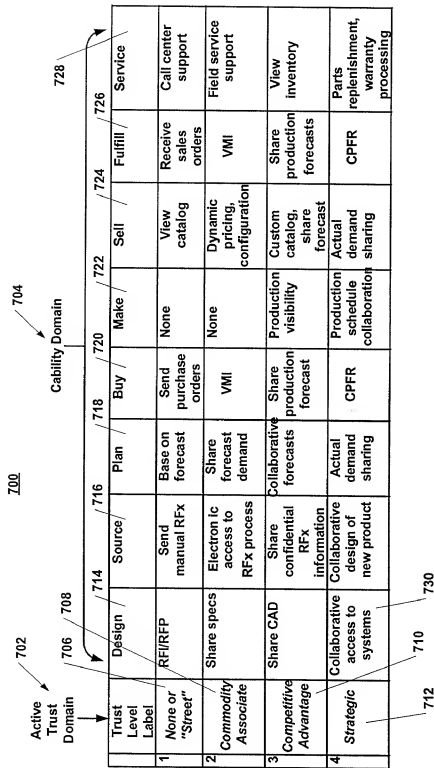 700
Active
Trust
Domain
702
706
708
704
Cability Domain
714
716
718
720
722
724
726
728
Trust
Level
Label
Design
Source
Plan
Buy
Make
Sell
Fulfill
Service
1
None or
"Street"
RFI/RFP
Send
manual RFx
Base on
forecast
Send
purchase
orders
None
View
catalog
Receive
sales
orders
Call center
support
2
Commodity
Associate
Share specs
Electron ic
access to
RFx process
Share
forecast
demand
VMI
None
Dynamic
pricing,
configuration
VMI
Field service
support
3
Competitive
Advantage
Share CAD
Share
confidential
RFx
information
Collaborative
forecasts
Share
production
forecast
Production
visibility
Custom
catalog,
share
forecast
Share
production
forecasts
View
inventory
4
Strategic
Collaborative
access to
systems
Collaborative
design of
new product
Actual
demand
sharing
CPFR
Production
schedule
collaboration
Actual
demand
sharing
CPFR
Parts
replenishment,
warranty
processing
712
710
730